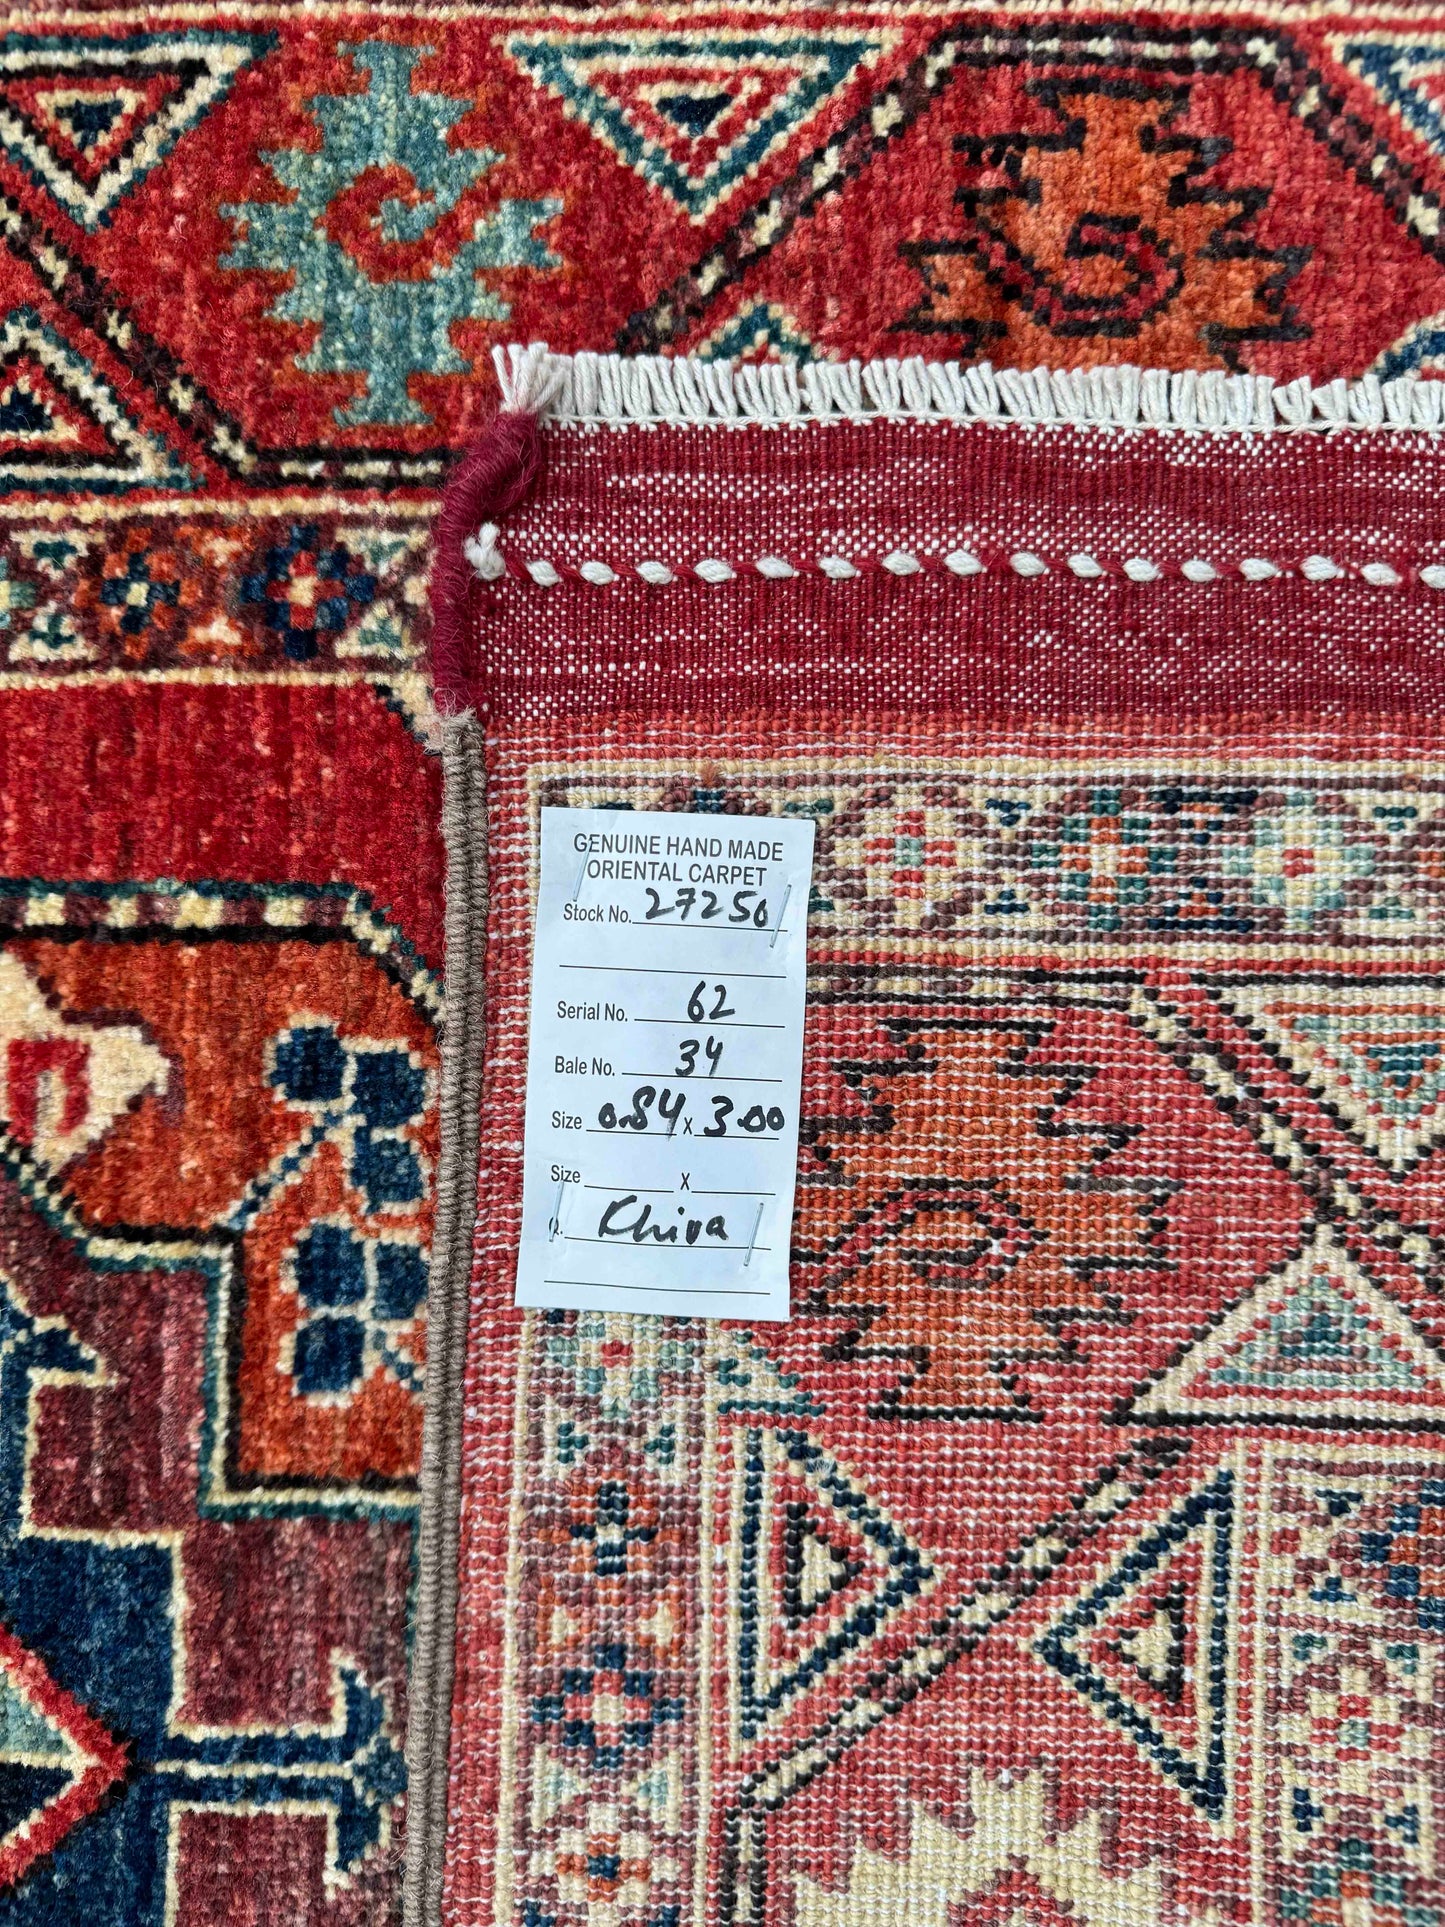 GENUINE HAND MADE
ORIENTAL CARPET
Stock No. 27250
Serial No. 62
Bale No. 34
Size 0.84 x 3.00
Size x
Q. Khiva